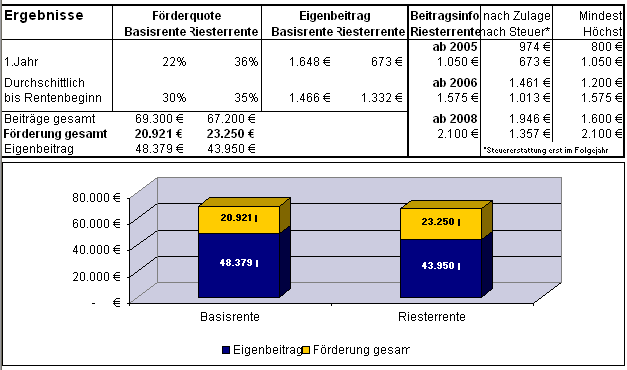 Ergebnisse Förderquote Eigenbeitrag Beitragsinfo nach Zulage Mindest
Basisrente Riesterrente Basisrente Riesterrente Riesterrente nach Steuer* Höchst
ab 2005 974 € 800 €
1.Jahr 22% 36% 1.648 € 673 € 1.050 € 673 € 1.050 €
Durchschittlich ab 2006 1.461 € 1.200 €
bis Rentenbeginn 30% 35% 1.466 € 1.332 € 1.575 € 1.013 € 1.575 €
Beiträge gesamt 69.300 € 67.200 € ab 2008 1.946 € 1.600 €
Förderung gesamt 20.921 € 23.250 € 2.100 € 1.357 € 2.100 €
Eigenbeitrag 48.379 € 43.950 € *Steuererstattung erst im Folgejahr
80.000 €
60.000 €
40.000 €
20.000 €
- €
20.921
23.250
48.379
43.950
Basisrente Riesterrente
Eigenbeitrag Förderung gesam